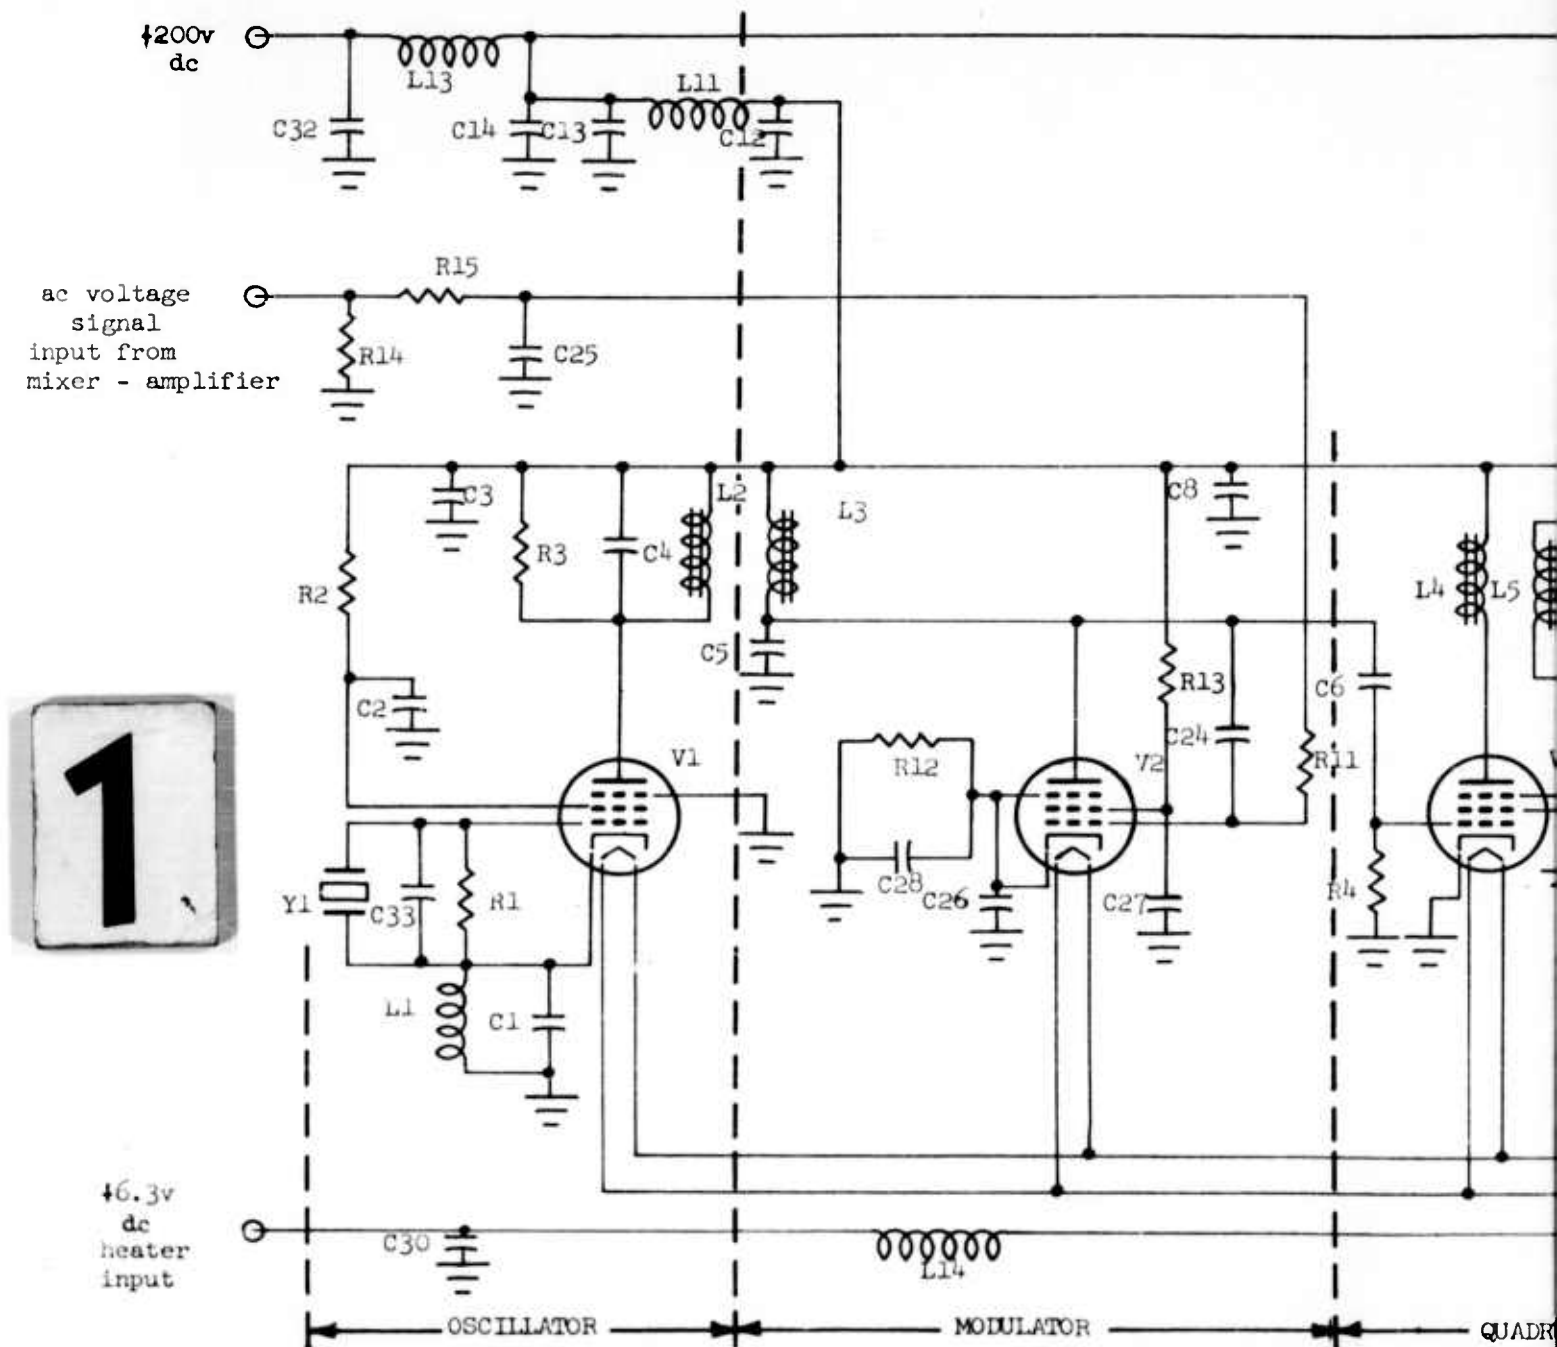 +200v
dc
L13
L11
C32
C14
C13
C12
R15
ac voltage
signal
input from
mixer - amplifier
R14
C25
C3
R3
C4
L2
L3
C8
R2
L4
L5
C5
C2
R13
C6
C24
V1
R12
V2
R11
1
Y1
C33
R1
C28
C26
C27
R4
L1
C1
+6.3v
dc
heater
input
C30
L14
OSCILLATOR
MODULATOR
QUADR